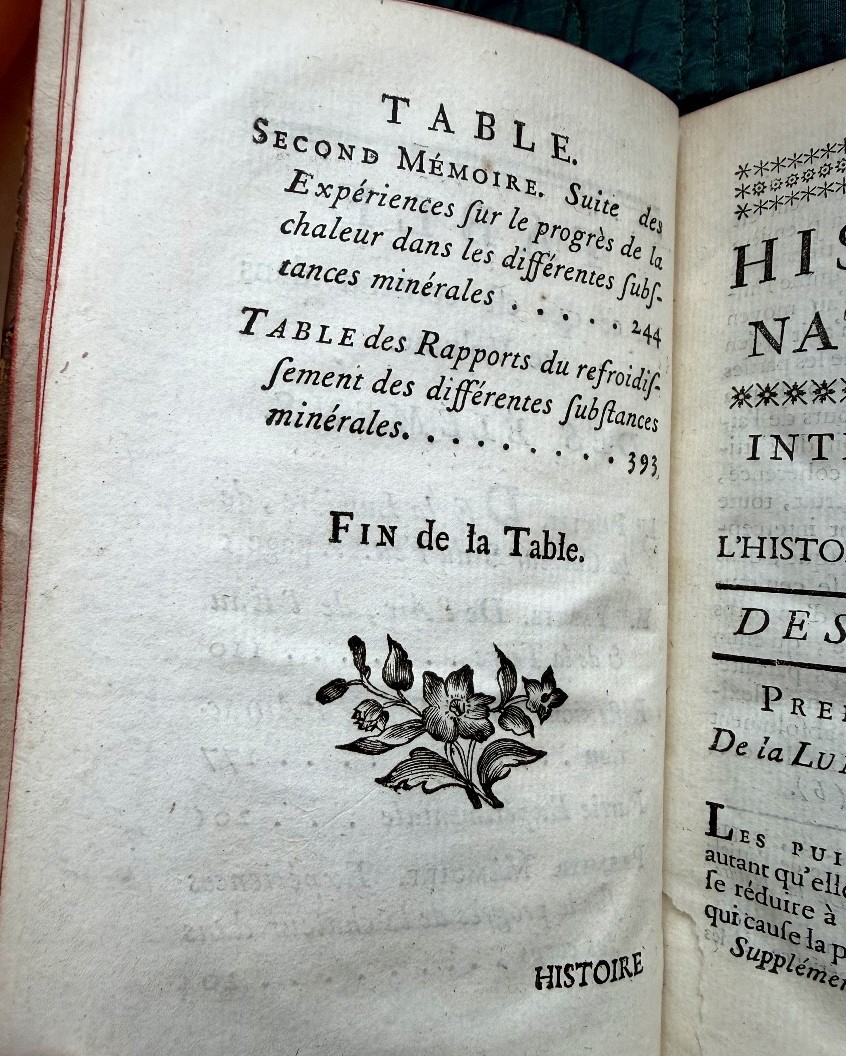 TABLE.
SECOND MÉMOIRE. Suite des
Expériences ſur le progrès de la
chaleur dans les différentes ſubſ-
tances minérales . . . . . 244
TABLE des Rapports du refroidiſ-
ſement des différentes ſubſtances
minérales. . . . . . . . . . 393
FIN de la Table.
HISTOIRE
HIS
NAT
INT
L'HISTO
DES
PRE
De la LU
LES PUI
autant qu'elle
ſe réduire à
qui cauſe la p
Supplémen